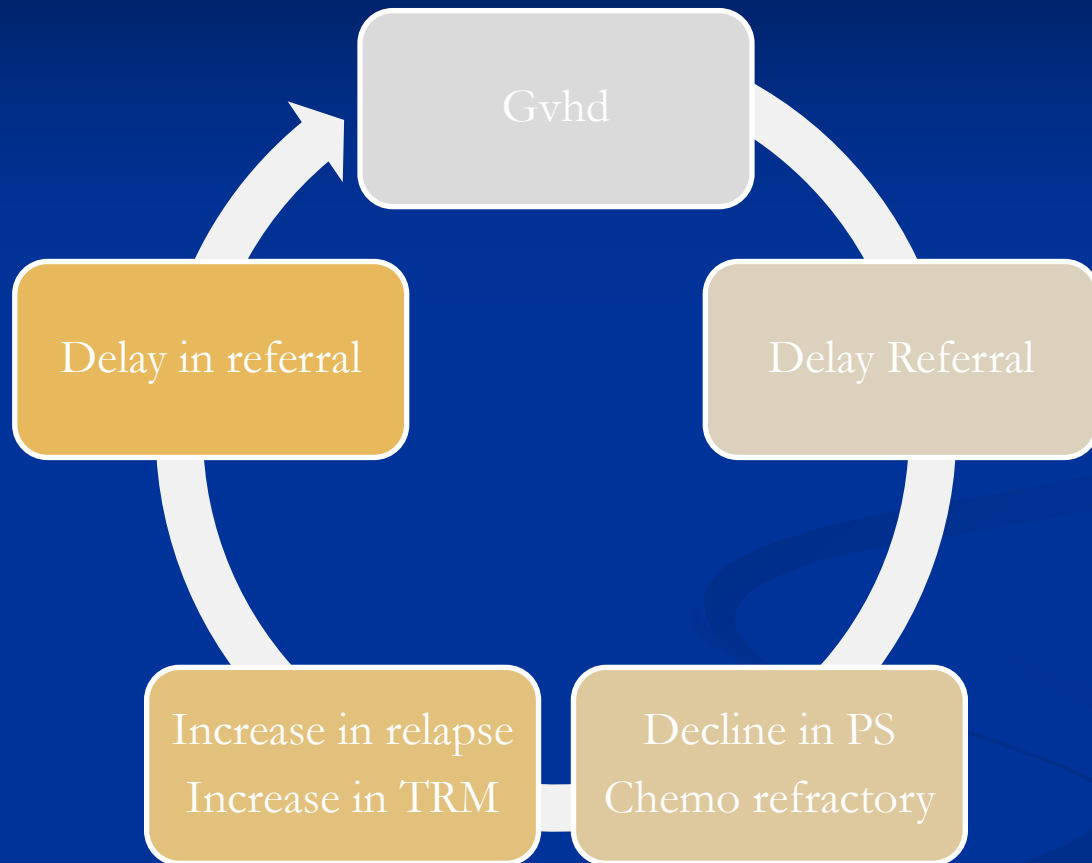 Gvhd
Delay Referral
Decline in PS
Chemo refractory
Increase in relapse
Increase in TRM
Delay in referral